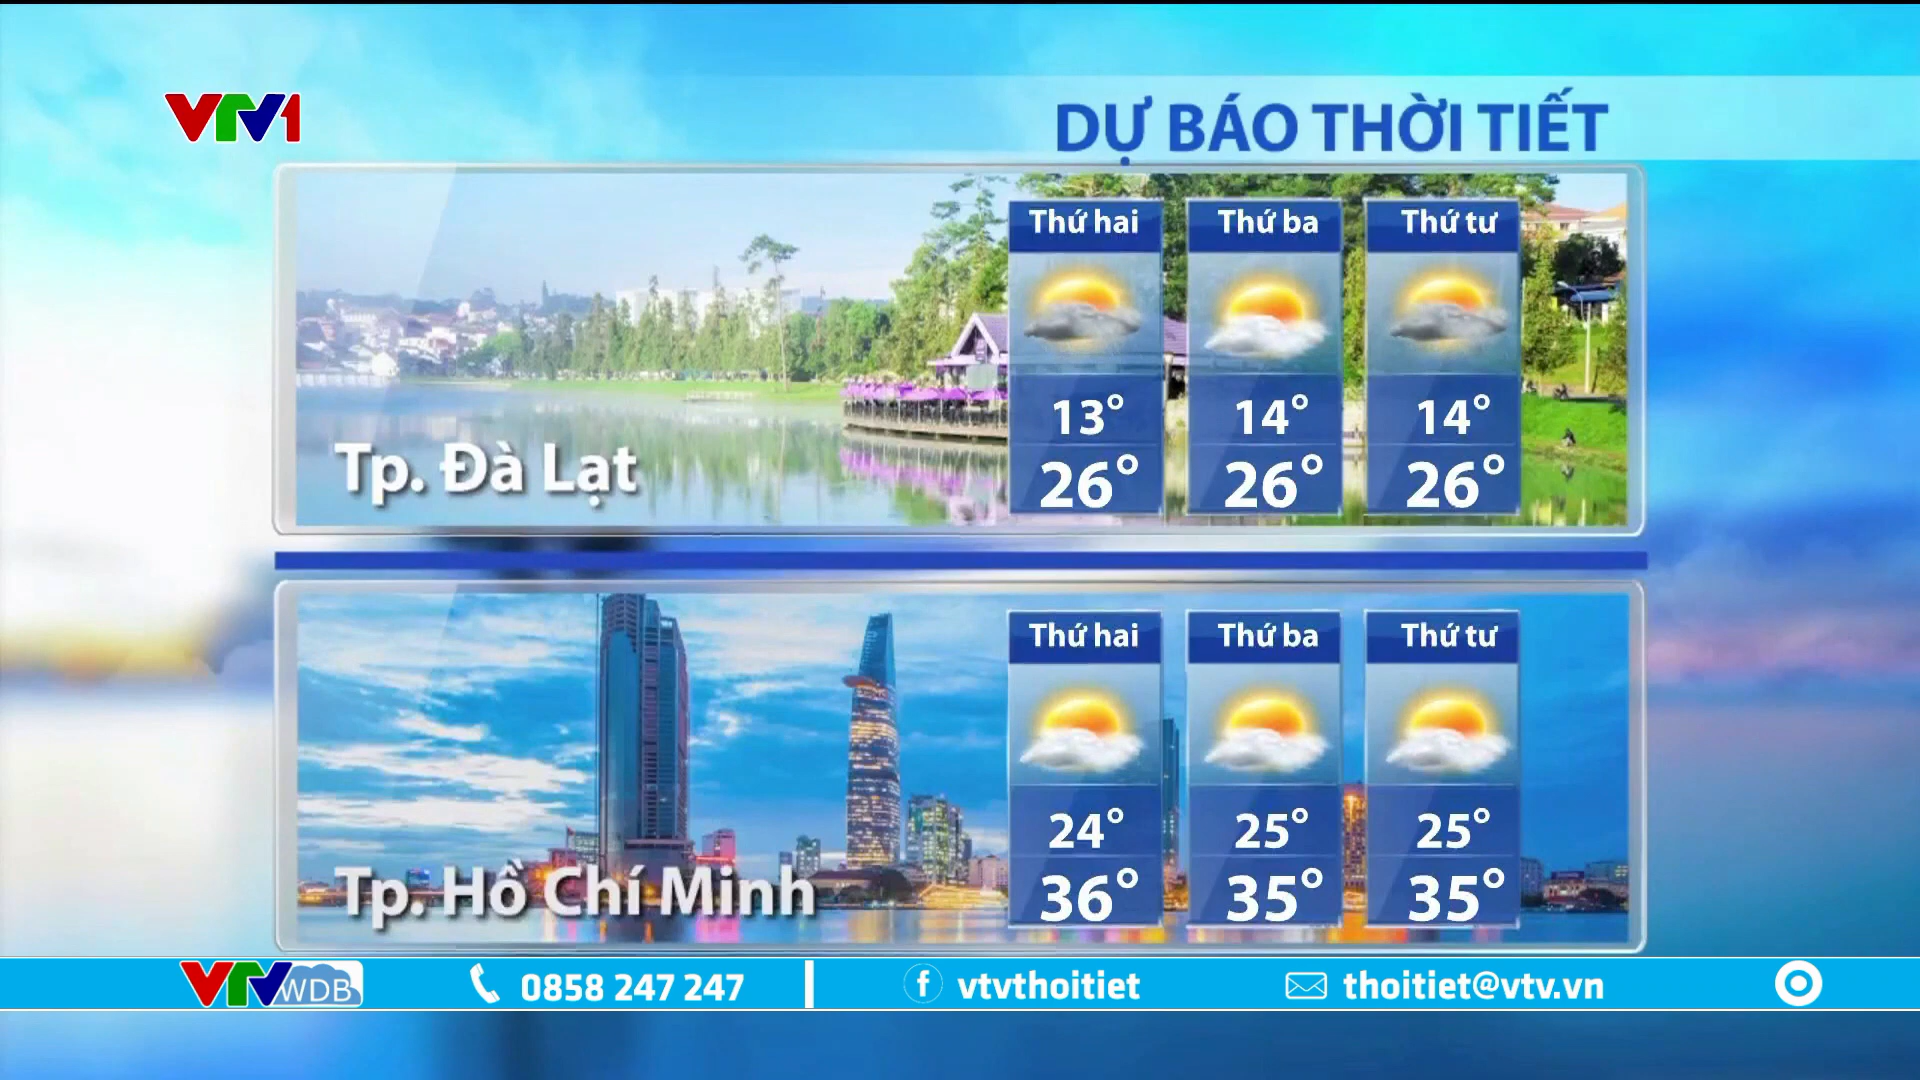 VTV1
DỰ BÁO THỜI TIẾT
Thứ hai Thứ ba Thứ tư
13° 14° 14°
26° 26° 26°
Tp. Đà Lạt
Thứ hai Thứ ba Thứ tư
24° 25° 25°
36° 35° 35°
Tp. Hồ Chí Minh
VTV WDB 0858 247 247 vtvthoitiet thoitiet@vtv.vn